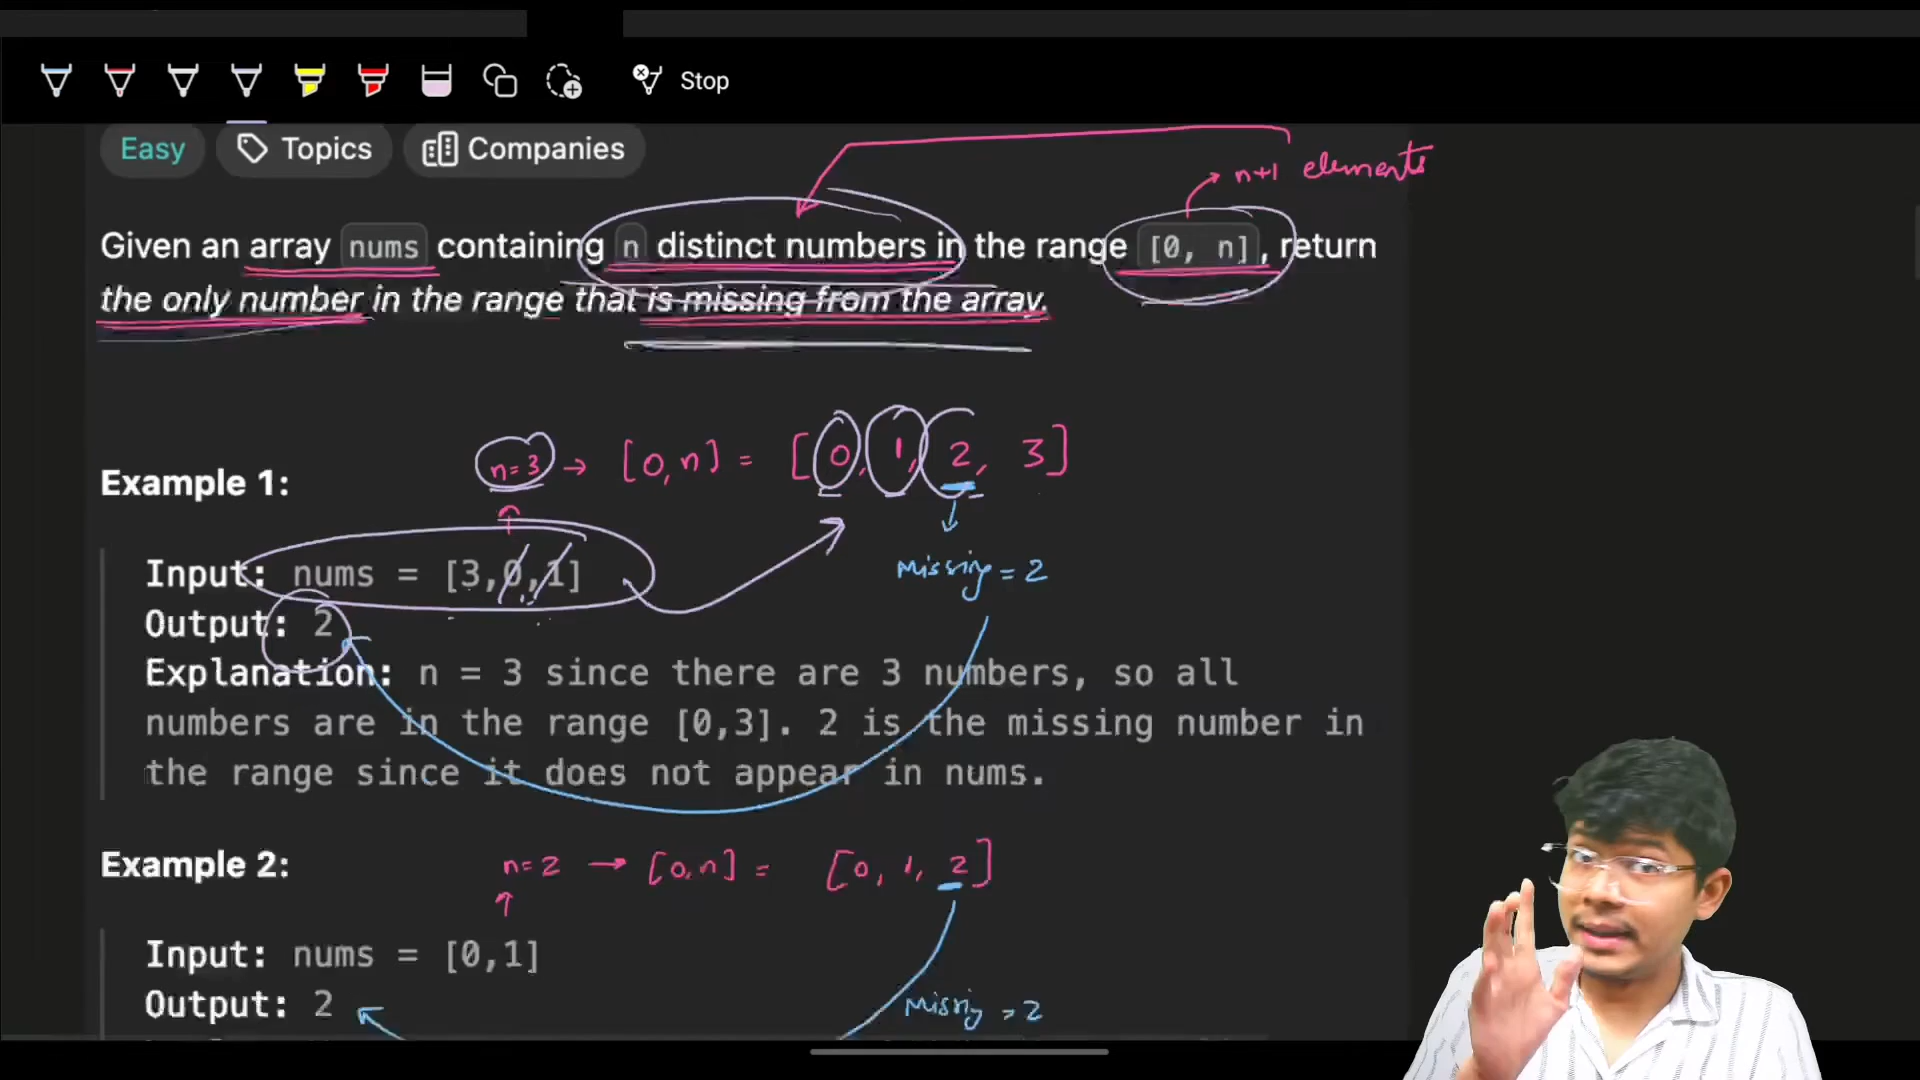 Stop
Easy Topics Companies
n+1 elements
Given an array nums containing n distinct numbers in the range [0, n], return
the only number in the range that is missing from the array.
n=3 → [0,n] = [0, 1, 2, 3]
Example 1:
Input: nums = [3,0,1]
missing = 2
Output: 2
Explanation: n = 3 since there are 3 numbers, so all
numbers are in the range [0,3]. 2 is the missing number in
the range since it does not appear in nums.
Example 2:
n=2 → [0,n] = [0, 1, 2]
Input: nums = [0,1]
Output: 2
missing = 2